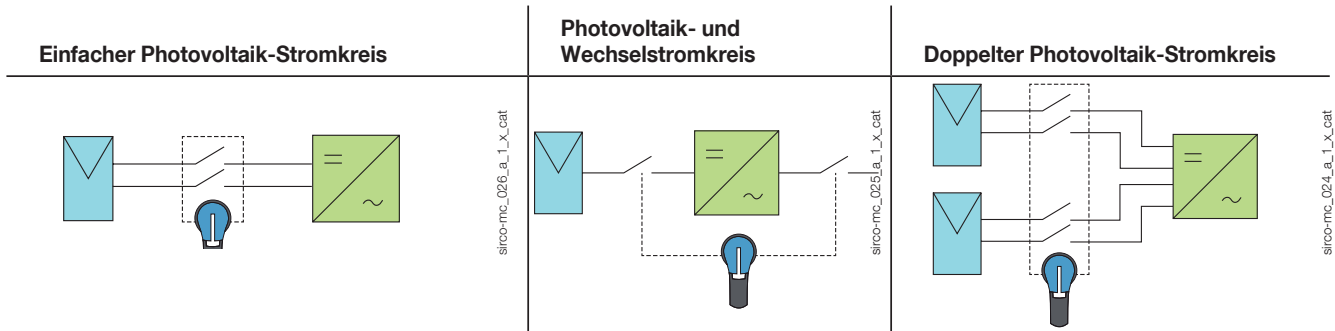 Einfacher Photovoltaik-Stromkreis
Photovoltaik- und
Wechselstromkreis
Doppelter Photovoltaik-Stromkreis
sirco-mc_026_a_1_x_cat
sirco-mc_025_a_1_x_cat
sirco-mc_024_a_1_x_cat